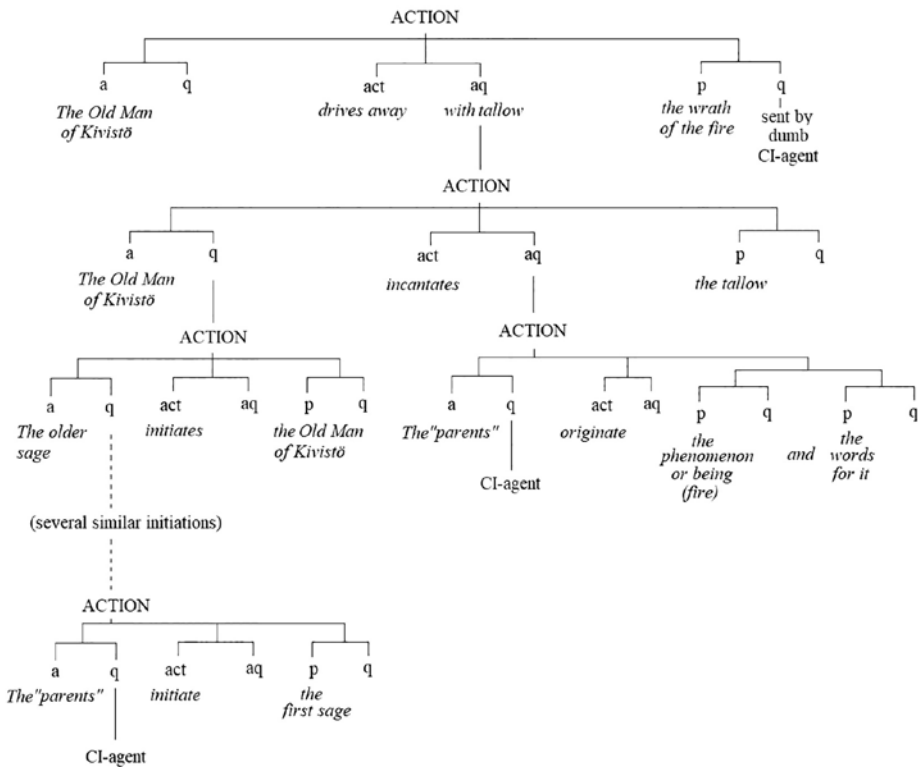 ACTION
a q act aq p q
The Old Man drives away with tallow the wrath
of Kivistö of the fire
sent by
dumb
CI-agent
ACTION
a q act aq p q
The Old Man incantates the tallow
of Kivistö
ACTION ACTION
a q act aq p q a q act aq p q p q
The older initiates the Old Man The"parents" originate the and the
sage of Kivistö phenomenon words
or being for it
(fire)
CI-agent
(several similar initiations)
ACTION
a q act aq p q
The"parents" initiate the
first sage
CI-agent